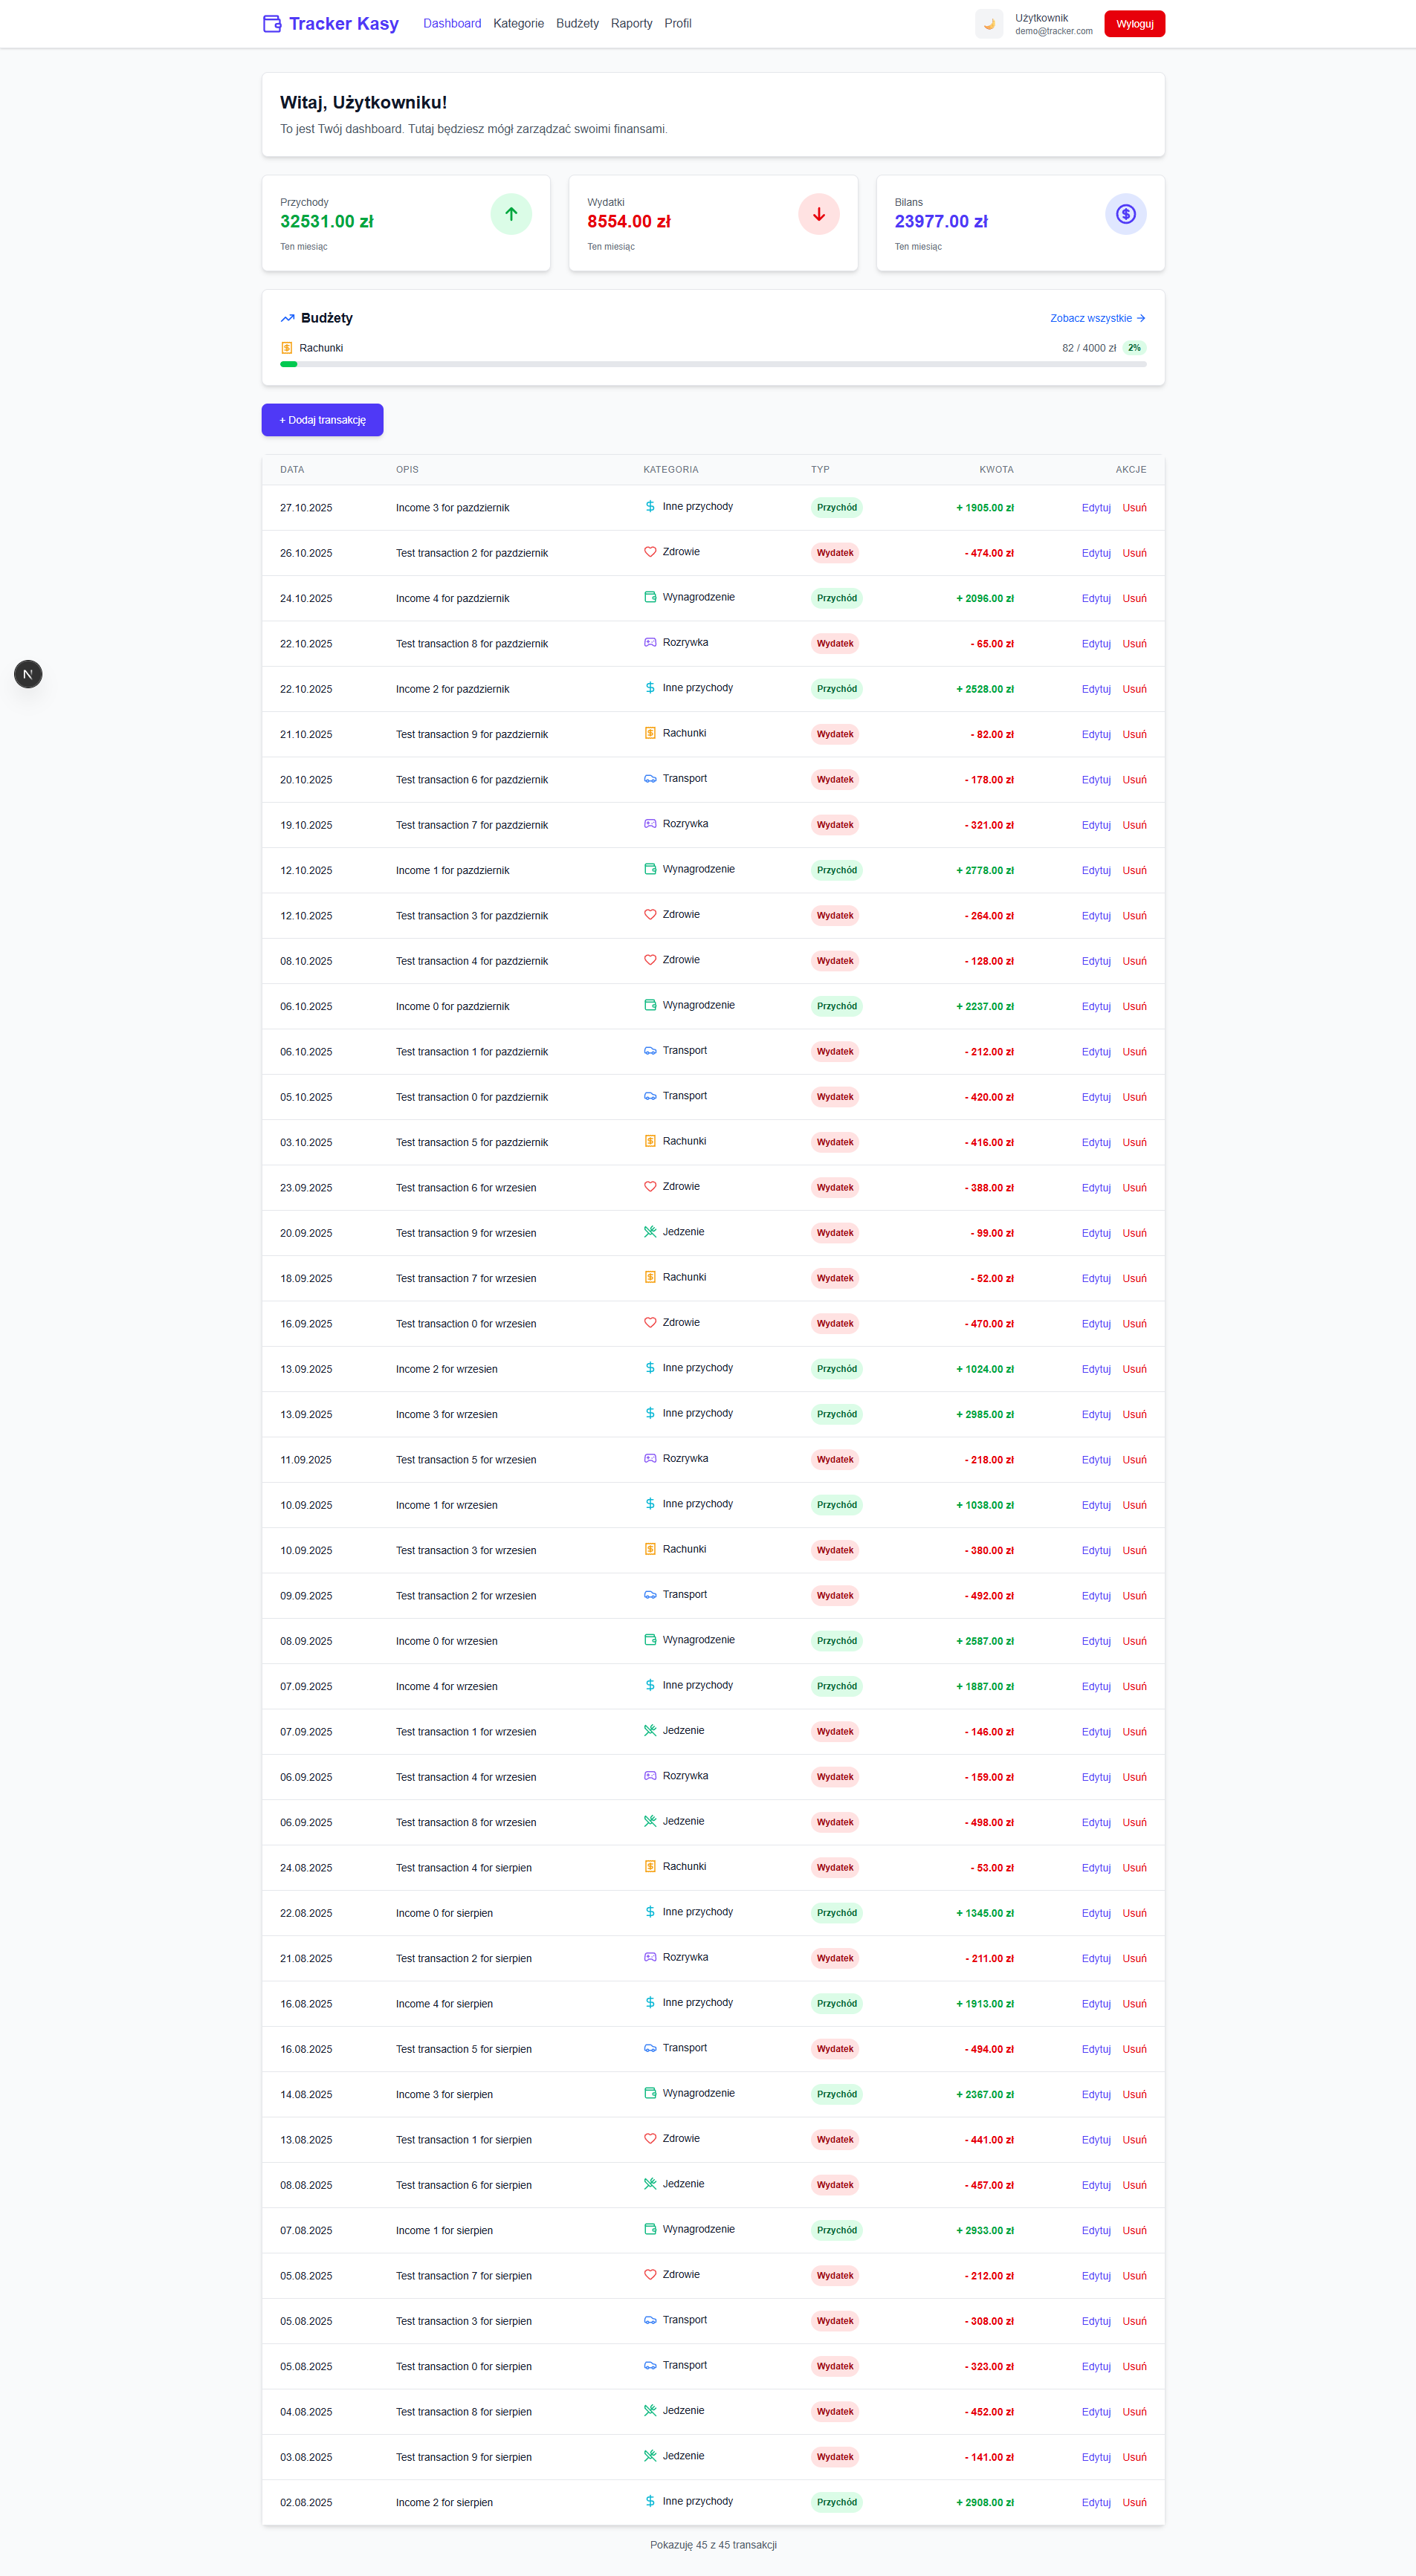 Tracker Kasy Dashboard Kategorie Budżety Raporty Profil Użytkownik demo@tracker.com Wyloguj
Witaj, Użytkowniku!
To jest Twój dashboard. Tutaj będziesz mógł zarządzać swoimi finansami.
Przychody
32531.00 zł
Ten miesiąc
Wydatki
8554.00 zł
Ten miesiąc
Bilans
23977.00 zł
Ten miesiąc
Budżety Zobacz wszystkie →
Rachunki 82 / 4000 zł 2%
+ Dodaj transakcję
DATA OPIS KATEGORIA TYP KWOTA AKCJE
27.10.2025 Income 3 for pazdziernik Inne przychody Przychód + 1905.00 zł Edytuj Usuń
26.10.2025 Test transaction 2 for pazdziernik Zdrowie Wydatek - 474.00 zł Edytuj Usuń
24.10.2025 Income 4 for pazdziernik Wynagrodzenie Przychód + 2096.00 zł Edytuj Usuń
22.10.2025 Test transaction 8 for pazdziernik Rozrywka Wydatek - 65.00 zł Edytuj Usuń
22.10.2025 Income 2 for pazdziernik Inne przychody Przychód + 2528.00 zł Edytuj Usuń
21.10.2025 Test transaction 9 for pazdziernik Rachunki Wydatek - 82.00 zł Edytuj Usuń
20.10.2025 Test transaction 6 for pazdziernik Transport Wydatek - 178.00 zł Edytuj Usuń
19.10.2025 Test transaction 7 for pazdziernik Rozrywka Wydatek - 321.00 zł Edytuj Usuń
12.10.2025 Income 1 for pazdziernik Wynagrodzenie Przychód + 2778.00 zł Edytuj Usuń
12.10.2025 Test transaction 3 for pazdziernik Zdrowie Wydatek - 264.00 zł Edytuj Usuń
08.10.2025 Test transaction 4 for pazdziernik Zdrowie Wydatek - 128.00 zł Edytuj Usuń
06.10.2025 Income 0 for pazdziernik Wynagrodzenie Przychód + 2237.00 zł Edytuj Usuń
06.10.2025 Test transaction 1 for pazdziernik Transport Wydatek - 212.00 zł Edytuj Usuń
05.10.2025 Test transaction 0 for pazdziernik Transport Wydatek - 420.00 zł Edytuj Usuń
03.10.2025 Test transaction 5 for pazdziernik Rachunki Wydatek - 416.00 zł Edytuj Usuń
23.09.2025 Test transaction 6 for wrzesien Zdrowie Wydatek - 388.00 zł Edytuj Usuń
20.09.2025 Test transaction 9 for wrzesien Jedzenie Wydatek - 99.00 zł Edytuj Usuń
18.09.2025 Test transaction 7 for wrzesien Rachunki Wydatek - 52.00 zł Edytuj Usuń
16.09.2025 Test transaction 0 for wrzesien Zdrowie Wydatek - 470.00 zł Edytuj Usuń
13.09.2025 Income 2 for wrzesien Inne przychody Przychód + 1024.00 zł Edytuj Usuń
13.09.2025 Income 3 for wrzesien Inne przychody Przychód + 2985.00 zł Edytuj Usuń
11.09.2025 Test transaction 5 for wrzesien Rozrywka Wydatek - 218.00 zł Edytuj Usuń
10.09.2025 Income 1 for wrzesien Inne przychody Przychód + 1038.00 zł Edytuj Usuń
10.09.2025 Test transaction 3 for wrzesien Rachunki Wydatek - 380.00 zł Edytuj Usuń
09.09.2025 Test transaction 2 for wrzesien Transport Wydatek - 492.00 zł Edytuj Usuń
08.09.2025 Income 0 for wrzesien Wynagrodzenie Przychód + 2587.00 zł Edytuj Usuń
07.09.2025 Income 4 for wrzesien Inne przychody Przychód + 1887.00 zł Edytuj Usuń
07.09.2025 Test transaction 1 for wrzesien Jedzenie Wydatek - 146.00 zł Edytuj Usuń
06.09.2025 Test transaction 4 for wrzesien Rozrywka Wydatek - 159.00 zł Edytuj Usuń
06.09.2025 Test transaction 8 for wrzesien Jedzenie Wydatek - 498.00 zł Edytuj Usuń
24.08.2025 Test transaction 4 for sierpien Rachunki Wydatek - 53.00 zł Edytuj Usuń
22.08.2025 Income 0 for sierpien Inne przychody Przychód + 1345.00 zł Edytuj Usuń
21.08.2025 Test transaction 2 for sierpien Rozrywka Wydatek - 211.00 zł Edytuj Usuń
16.08.2025 Income 4 for sierpien Inne przychody Przychód + 1913.00 zł Edytuj Usuń
16.08.2025 Test transaction 5 for sierpien Transport Wydatek - 494.00 zł Edytuj Usuń
14.08.2025 Income 3 for sierpien Wynagrodzenie Przychód + 2367.00 zł Edytuj Usuń
13.08.2025 Test transaction 1 for sierpien Zdrowie Wydatek - 441.00 zł Edytuj Usuń
08.08.2025 Test transaction 6 for sierpien Jedzenie Wydatek - 457.00 zł Edytuj Usuń
07.08.2025 Income 1 for sierpien Wynagrodzenie Przychód + 2933.00 zł Edytuj Usuń
05.08.2025 Test transaction 7 for sierpien Zdrowie Wydatek - 212.00 zł Edytuj Usuń
05.08.2025 Test transaction 3 for sierpien Transport Wydatek - 308.00 zł Edytuj Usuń
05.08.2025 Test transaction 0 for sierpien Transport Wydatek - 323.00 zł Edytuj Usuń
04.08.2025 Test transaction 8 for sierpien Jedzenie Wydatek - 452.00 zł Edytuj Usuń
03.08.2025 Test transaction 9 for sierpien Jedzenie Wydatek - 141.00 zł Edytuj Usuń
02.08.2025 Income 2 for sierpien Inne przychody Przychód + 2908.00 zł Edytuj Usuń
Pokazuję 45 z 45 transakcji
N